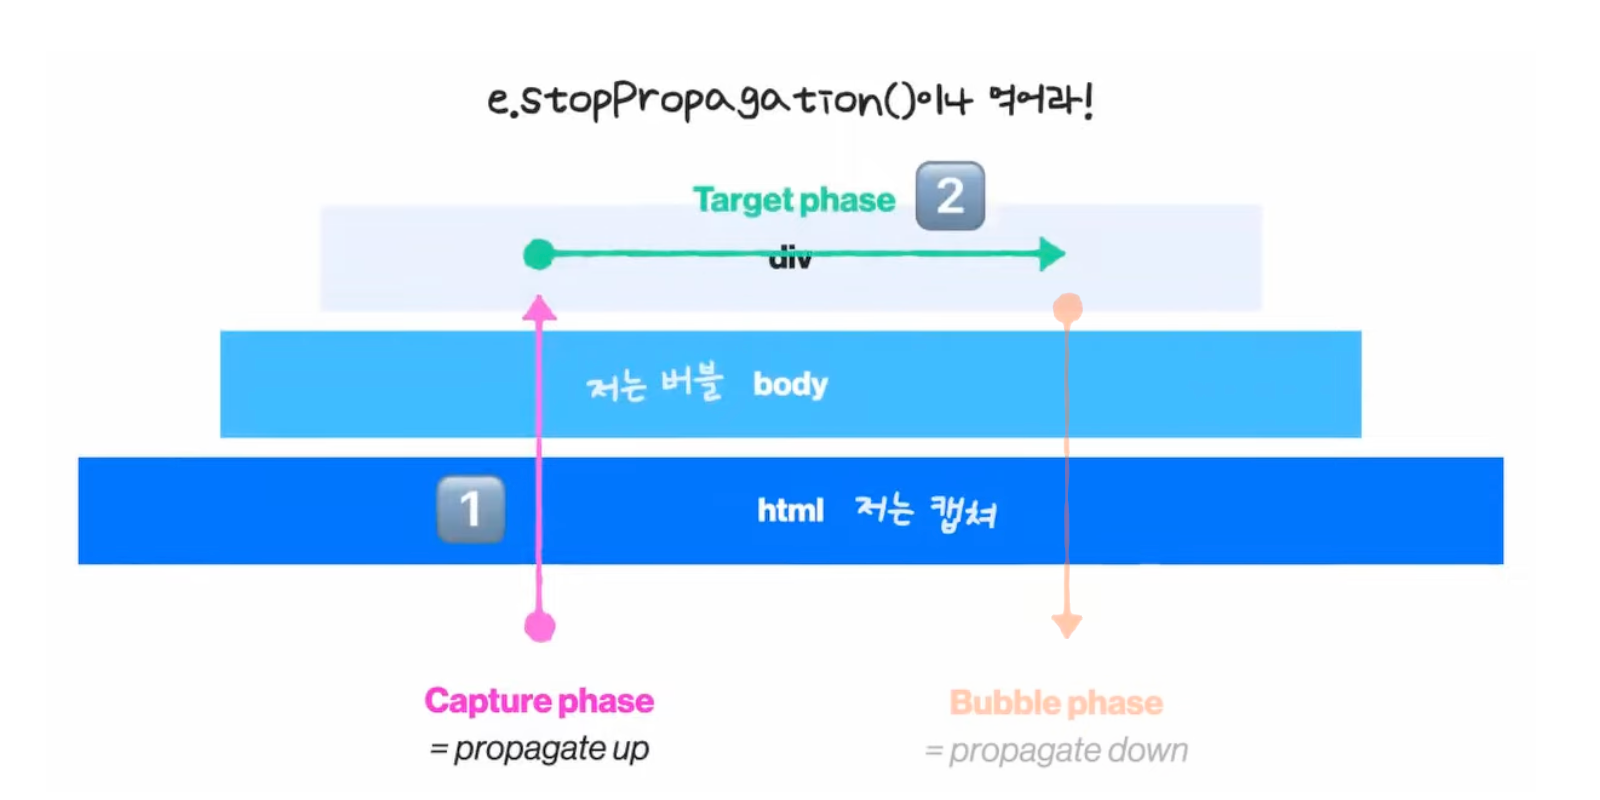 e.stopPropagation()이나 먹어라!
Target phase 2
div
저는 버블 body
1 html 저는 캡쳐
Capture phase
= propagate up
Bubble phase
= propagate down